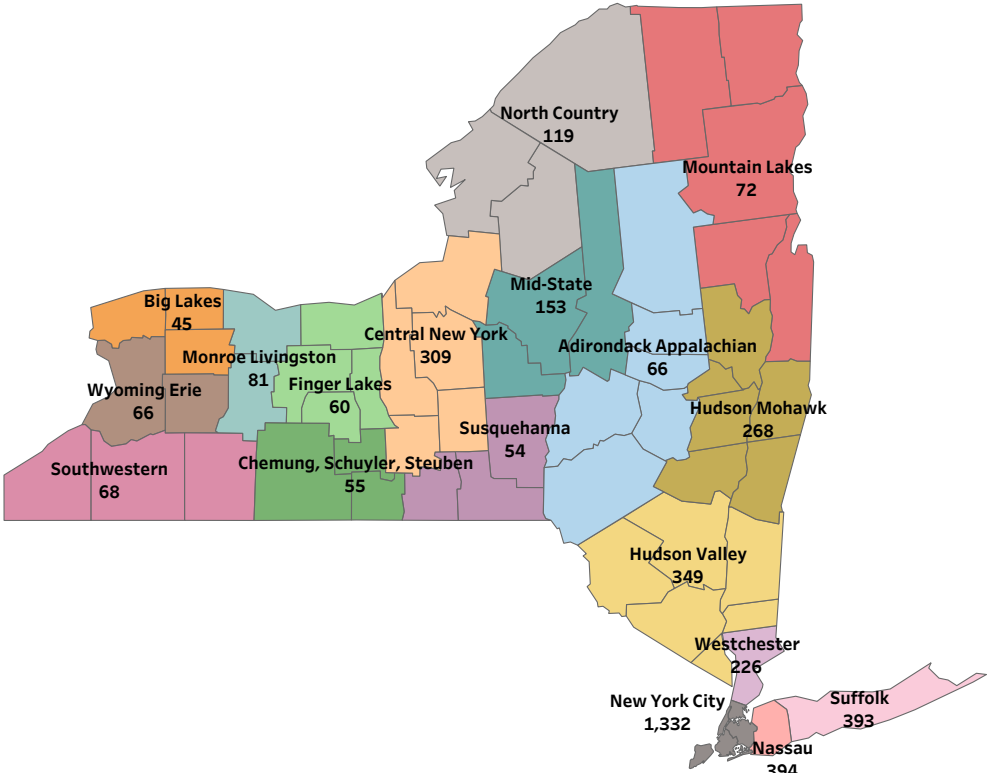 North Country
119
Mountain Lakes
72
Mid-State
153
Big Lakes
45
Central New York
309
Adirondack Appalachian
66
Monroe Livingston
81
Finger Lakes
60
Wyoming Erie
66
Hudson Mohawk
268
Susquehanna
54
Southwestern
68
Chemung, Schuyler, Steuben
55
Hudson Valley
349
Westchester
226
New York City
1,332
Suffolk
393
Nassau
394